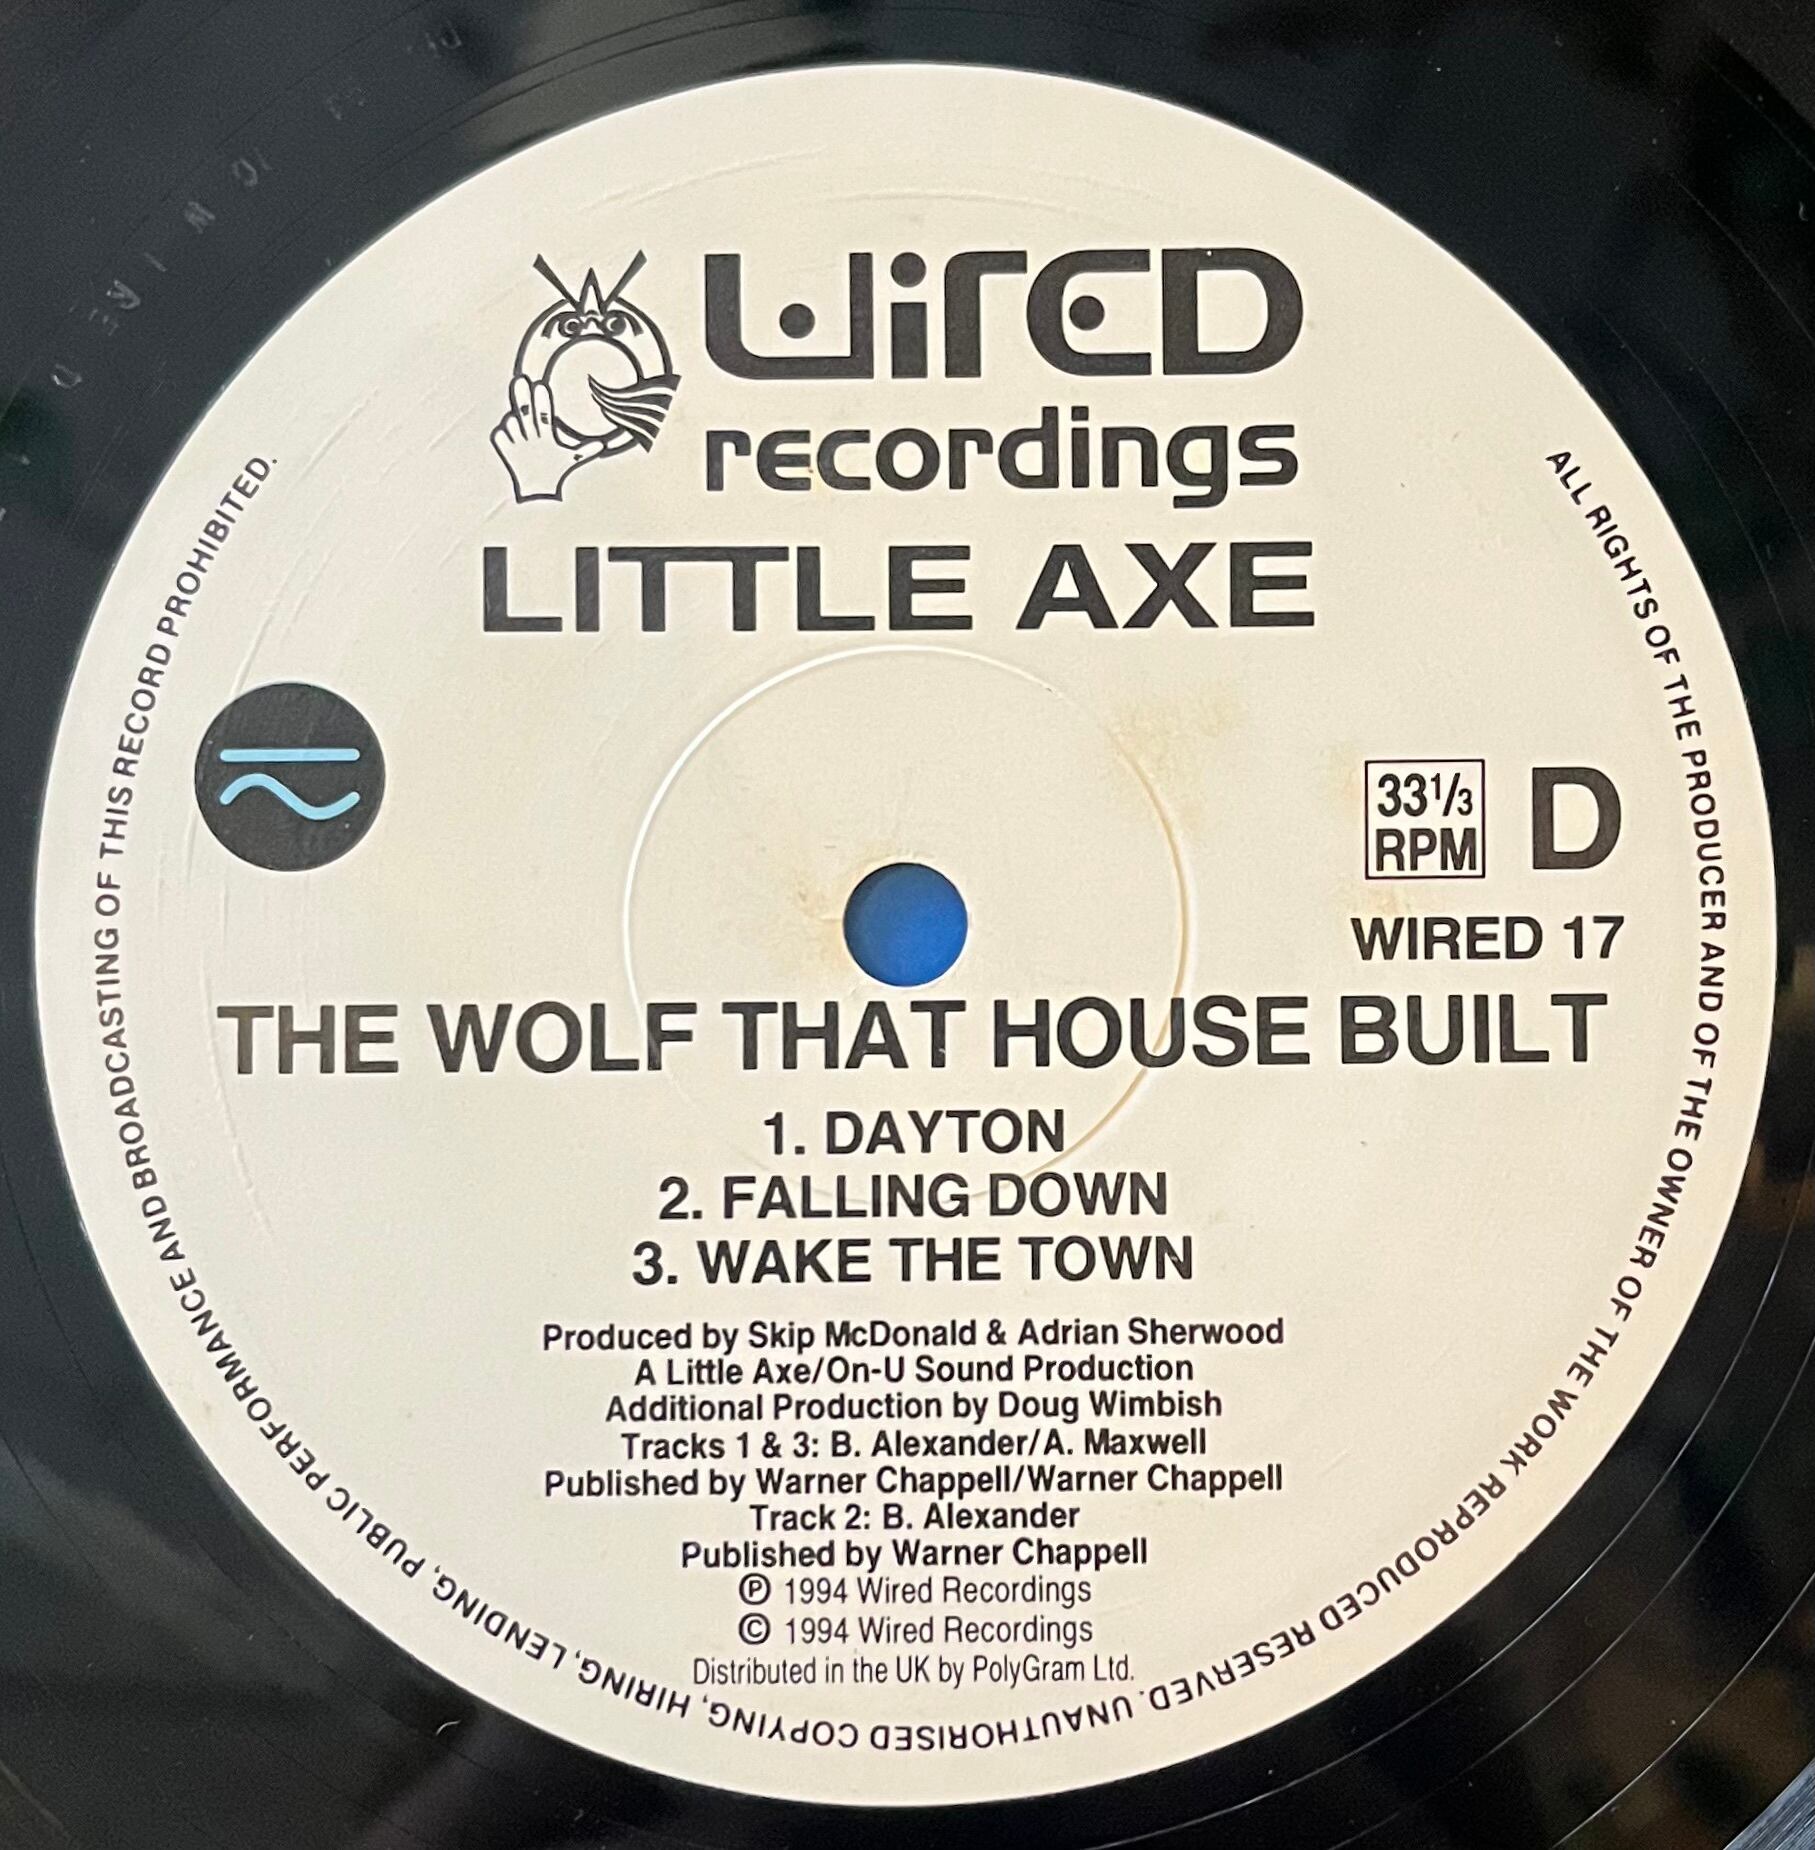 WIRED
recordings
LITTLE AXE
33 1/3
RPM
D
WIRED 17
THE WOLF THAT HOUSE BUILT
1. DAYTON
2. FALLING DOWN
3. WAKE THE TOWN
Produced by Skip McDonald & Adrian Sherwood
A Little Axe/On-U Sound Production
Additional Production by Doug Wimbish
Tracks 1 & 3: B. Alexander/A. Maxwell
Published by Warner Chappell/Warner Chappell
Track 2: B. Alexander
Published by Warner Chappell
℗ 1994 Wired Recordings
© 1994 Wired Recordings
Distributed in the UK by PolyGram Ltd.
ALL RIGHTS OF THE PRODUCER AND OF THE OWNER OF THE WORK REPRODUCED RESERVED. UNAUTHORISED COPYING, HIRING, LENDING, PUBLIC PERFORMANCE AND BROADCASTING OF THIS RECORD PROHIBITED.